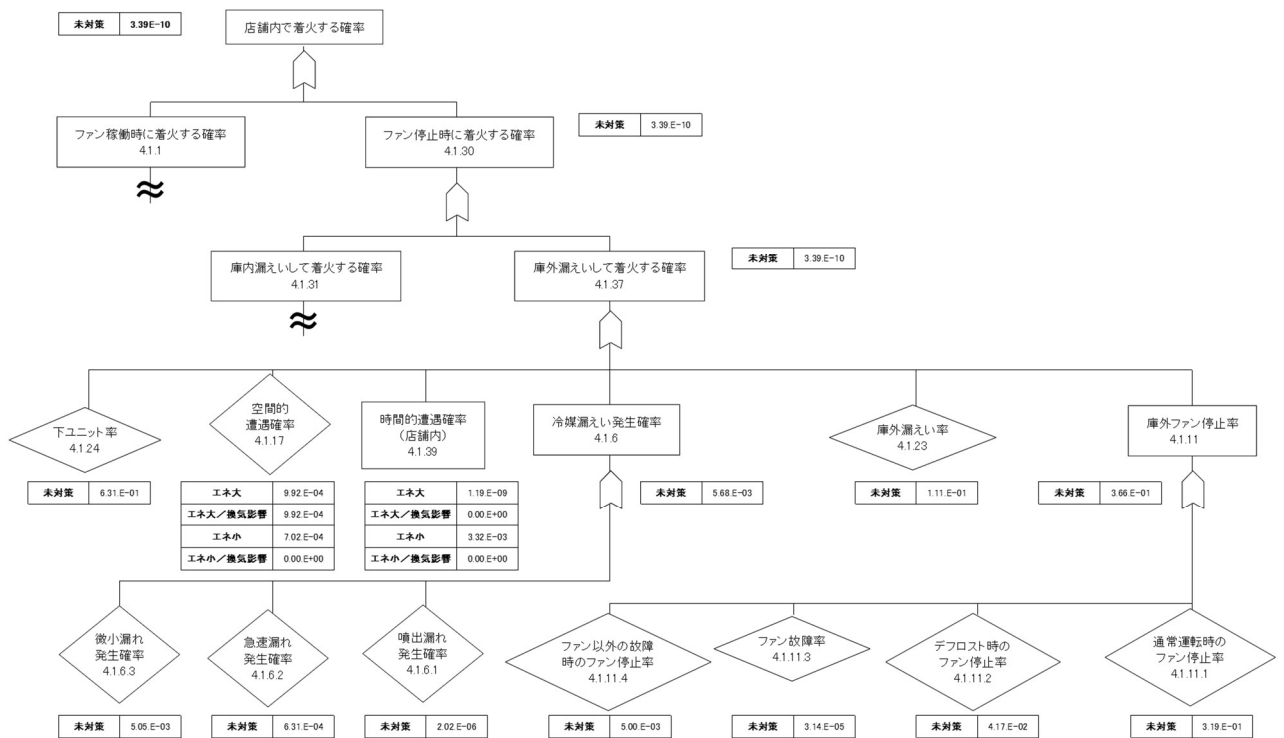 未対策 3.39E-10
店舗内で着火する確率
ファン稼働時に着火する確率
4.1.1
ファン停止時に着火する確率
4.1.30
未対策 3.39.E-10
庫内漏えいして着火する確率
4.1.31
庫外漏えいして着火する確率
4.1.37
未対策 3.39.E-10
下ユニット率
4.1.24
未対策 6.31.E-01
空間的
遭遇確率
4.1.17
エネ大 9.92.E-04
エネ大/換気影響 9.92.E-04
エネ小 7.02.E-04
エネ小/換気影響 0.00.E+00
時間的遭遇確率
(店舗内)
4.1.39
エネ大 1.19.E-09
エネ大/換気影響 0.00.E+00
エネ小 3.32.E-03
エネ小/換気影響 0.00.E+00
冷媒漏えい発生確率
4.1.6
未対策 5.68.E-03
庫外漏えい率
4.1.23
未対策 1.11.E-01
庫外ファン停止率
4.1.11
未対策 3.66.E-01
微小漏れ
発生確率
4.1.6.3
未対策 5.05.E-03
急速漏れ
発生確率
4.1.6.2
未対策 6.31.E-04
噴出漏れ
発生確率
4.1.6.1
未対策 2.02.E-06
ファン以外の故障
時のファン停止率
4.1.11.4
未対策 5.00.E-03
ファン故障率
4.1.11.3
未対策 3.14.E-05
デフロスト時の
ファン停止率
4.1.11.2
未対策 4.17.E-02
通常運転時の
ファン停止率
4.1.11.1
未対策 3.19.E-01